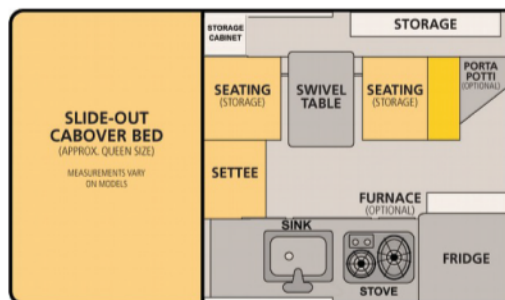 STORAGE
CABINET
STORAGE
SEATING
(STORAGE)
SWIVEL
TABLE
SEATING
(STORAGE)
PORTA
POTTI
(OPTIONAL)
SLIDE-OUT
CABOVER BED
(APPROX. QUEEN SIZE)
MEASUREMENTS VARY
ON MODELS
SETTEE
FURNACE
(OPTIONAL)
SINK
STOVE
FRIDGE